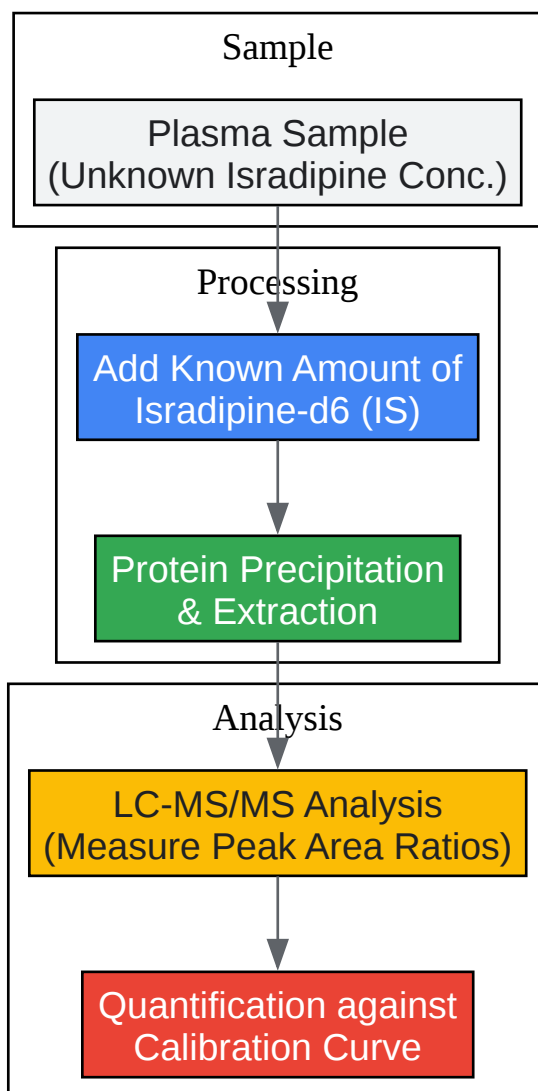 Sample
Plasma Sample
(Unknown Isradipine Conc.)
Processing
Add Known Amount of
Isradipine-d6 (IS)
Protein Precipitation
& Extraction
Analysis
LC-MS/MS Analysis
(Measure Peak Area Ratios)
Quantification against
Calibration Curve